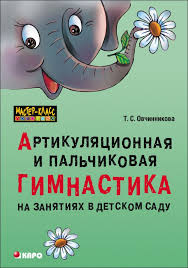 МАСТЕР-КЛАСС
Т. С. Овчинникова
АРТИКУЛЯЦИОННАЯ
И ПАЛЬЧИКОВАЯ
ГИМНАСТИКА
НА ЗАНЯТИЯХ В ДЕТСКОМ САДУ
КАРО